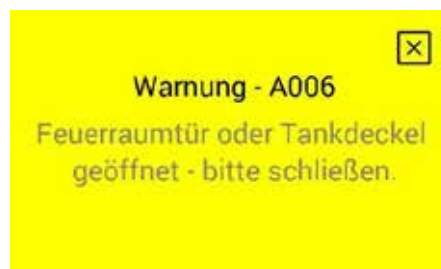 Warnung - A006
Feuerraumtür oder Tankdeckel
geöffnet - bitte schließen.